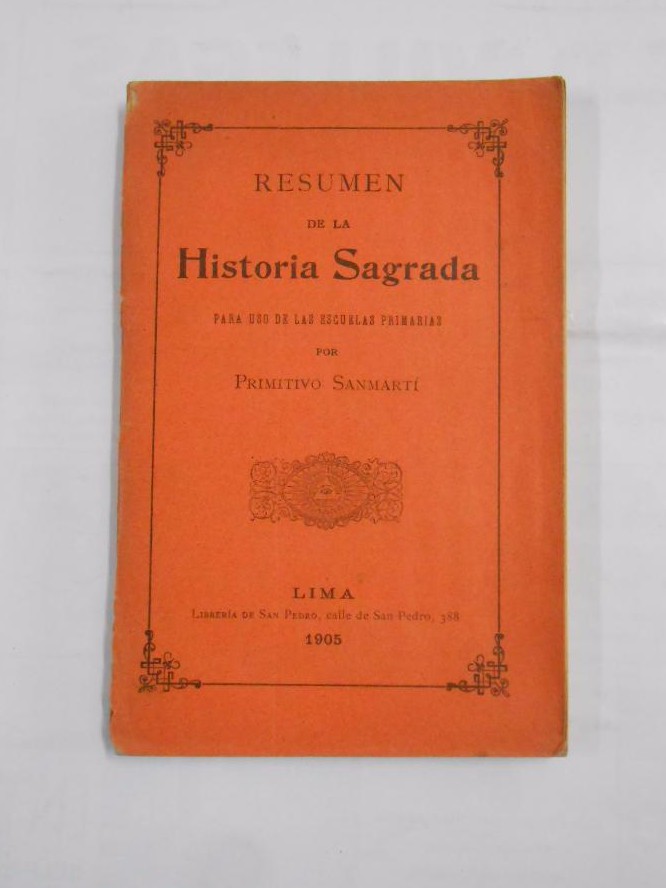 RESUMEN
DE LA
Historia Sagrada
PARA USO DE LAS ESCUELAS PRIMARIAS
POR
PRIMITIVO SANMARTÍ
LIMA
LIBRERÍA DE SAN PEDRO, calle de San Pedro, 388
1905